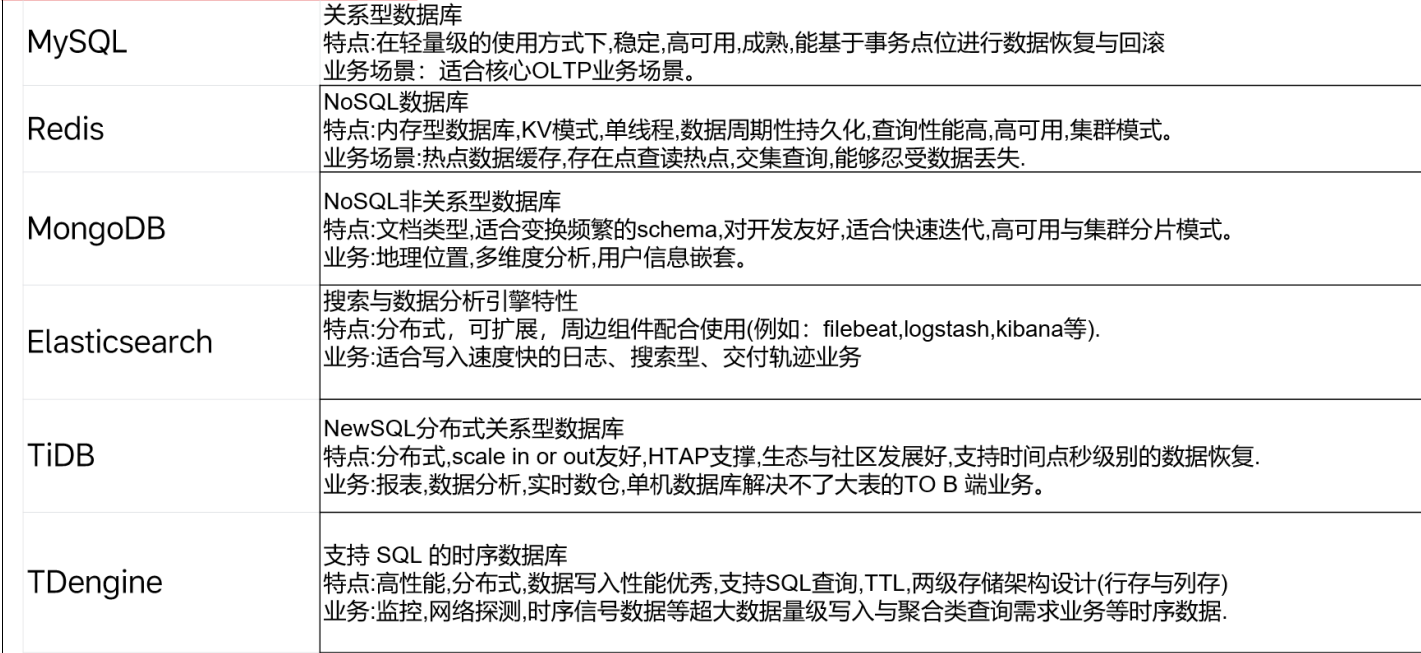 MySQL
关系型数据库
特点:在轻量级的使用方式下,稳定,高可用,成熟,能基于事务点位进行数据恢复与回滚
业务场景：适合核心OLTP业务场景。
Redis
NoSQL数据库
特点:内存型数据库,KV模式,单线程,数据周期性持久化,查询性能高,高可用,集群模式。
业务场景:热点数据缓存,存在点查读热点,交集查询,能够忍受数据丢失.
MongoDB
NoSQL非关系型数据库
特点:文档类型,适合变换频繁的schema,对开发友好,适合快速迭代,高可用与集群分片模式。
业务:地理位置,多维度分析,用户信息嵌套。
Elasticsearch
搜索与数据分析引擎特性
特点:分布式，可扩展，周边组件配合使用(例如：filebeat,logstash,kibana等).
业务:适合写入速度快的日志、搜索型、交付轨迹业务
TiDB
NewSQL分布式关系型数据库
特点:分布式,scale in or out友好,HTAP支撑,生态与社区发展好,支持时间点秒级别的数据恢复.
业务:报表,数据分析,实时数仓,单机数据库解决不了大表的TO B 端业务。
TDengine
支持 SQL 的时序数据库
特点:高性能,分布式,数据写入性能优秀,支持SQL查询,TTL,两级存储架构设计(行存与列存)
业务:监控,网络探测,时序信号数据等超大数据量级写入与聚合类查询需求业务等时序数据.